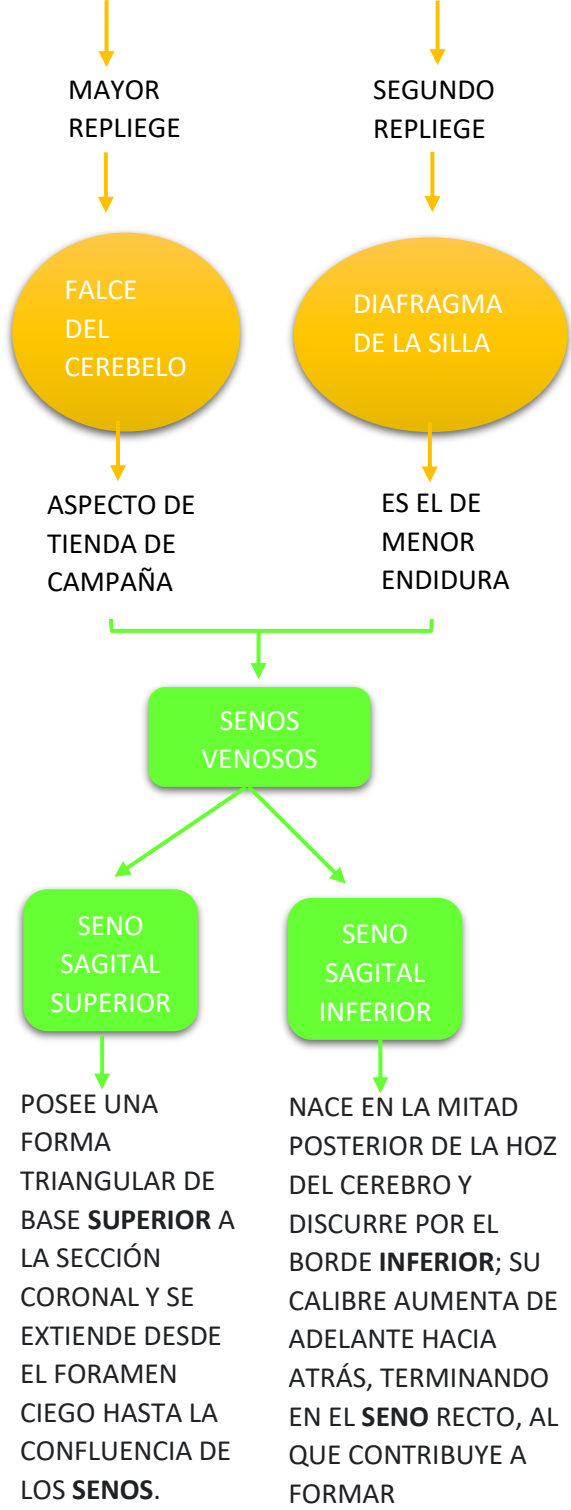 MAYOR
REPLIEGE
SEGUNDO
REPLIEGE
FALCE
DEL
CEREBELO
DIAFRAGMA
DE LA SILLA
ASPECTO DE
TIENDA DE
CAMPAÑA
ES EL DE
MENOR
ENDIDURA
SENOS
VENOSOS
SENO
SAGITAL
SUPERIOR
SENO
SAGITAL
INFERIOR
POSEE UNA
FORMA
TRIANGULAR DE
BASE SUPERIOR A
LA SECCIÓN
CORONAL Y SE
EXTIENDE DESDE
EL FORAMEN
CIEGO HASTA LA
CONFLUENCIA DE
LOS SENOS.
NACE EN LA MITAD
POSTERIOR DE LA HOZ
DEL CEREBRO Y
DISCURRE POR EL
BORDE INFERIOR; SU
CALIBRE AUMENTA DE
ADELANTE HACIA
ATRÁS, TERMINANDO
EN EL SENO RECTO, AL
QUE CONTRIBUYE A
FORMAR